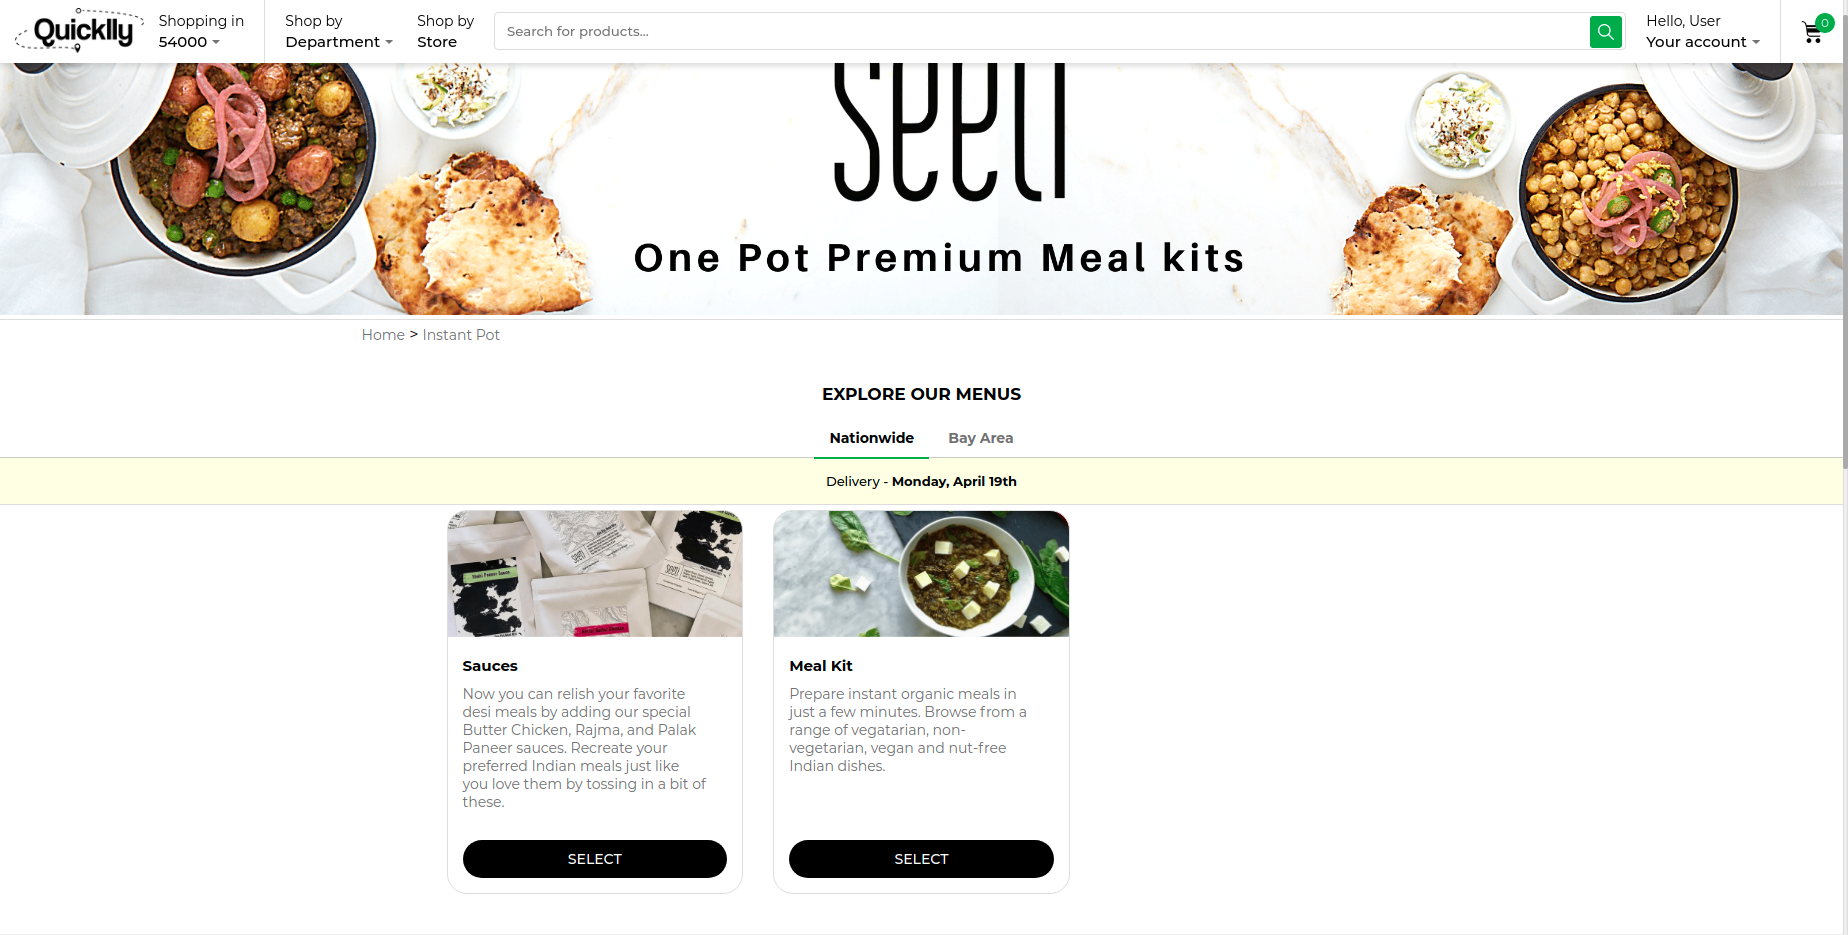 Quicklly
Shopping in
54000
Shop by
Department
Shop by
Store
Search for products...
Hello, User
Your account
0
seeti
One Pot Premium Meal kits
Home > Instant Pot
EXPLORE OUR MENUS
Nationwide
Bay Area
Delivery - Monday, April 19th
Sauces
Now you can relish your favorite
desi meals by adding our special
Butter Chicken, Rajma, and Palak
Paneer sauces. Recreate your
preferred Indian meals just like
you love them by tossing in a bit of
these.
SELECT
Meal Kit
Prepare instant organic meals in
just a few minutes. Browse from a
range of vegatarian, non-
vegetarian, vegan and nut-free
Indian dishes.
SELECT